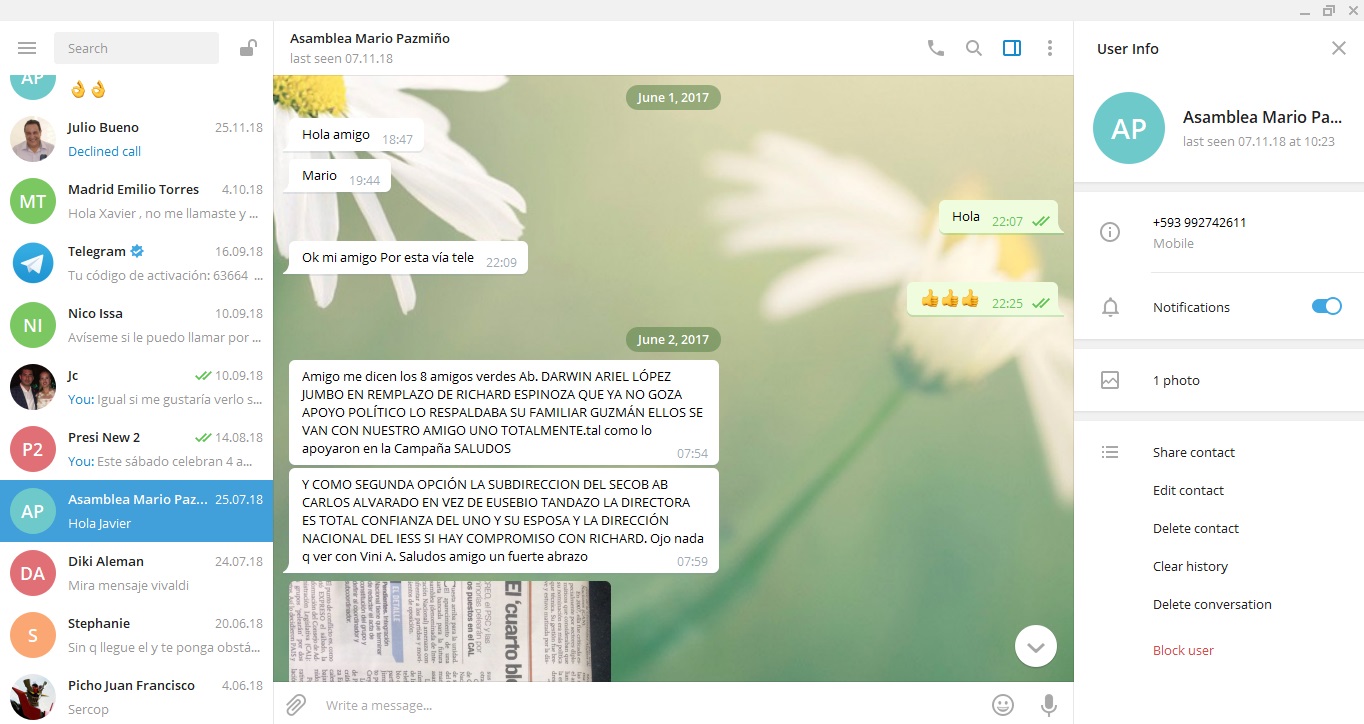 Search
AP
👌👌
Julio Bueno 25.11.18
Declined call
MT
Madrid Emilio Torres 4.10.18
Hola Xavier , no me llamaste y ...
Telegram 16.09.18
Tu código de activación: 63664 ...
NI
Nico Issa 10.09.18
Avíseme si le puedo llamar por ...
Jc 10.09.18
You: Igual si me gustaría verlo s...
P2
Presi New 2 14.08.18
You: Este sábado celebran 4 a...
AP
Asamblea Mario Paz... 25.07.18
Hola Javier
DA
Diki Aleman 24.07.18
Mira mensaje vivaldi
S
Stephanie 20.06.18
Sin q llegue el y te ponga obstá...
Picho Juan Francisco 4.06.18
Sercop
Asamblea Mario Pazmiño
last seen 07.11.18
June 1, 2017
Hola amigo 18:47
Mario 19:44
Hola 22:07
Ok mi amigo Por esta vía tele 22:09
👍👍👍 22:25
June 2, 2017
Amigo me dicen los 8 amigos verdes Ab. DARWIN ARIEL LÓPEZ
JUMBO EN REMPLAZO DE RICHARD ESPINOZA QUE YA NO GOZA
APOYO POLÍTICO LO RESPALDABA SU FAMILIAR GUZMÁN ELLOS SE
VAN CON NUESTRO AMIGO UNO TOTALMENTE.tal como lo
apoyaron en la Campaña SALUDOS 07:54
Y COMO SEGUNDA OPCIÓN LA SUBDIRECCION DEL SECOB AB
CARLOS ALVARADO EN VEZ DE EUSEBIO TANDAZO LA DIRECTORA
ES TOTAL CONFIANZA DEL UNO Y SU ESPOSA Y LA DIRECCIÓN
NACIONAL DEL IESS SI HAY COMPROMISO CON RICHARD. Ojo nada
q ver con Vini A. Saludos amigo un fuerte abrazo 07:59
El 'cuarto
EL DETALLE
Write a message...
User Info
AP
Asamblea Mario Pa...
last seen 07.11.18 at 10:23
+593 992742611
Mobile
Notifications
1 photo
Share contact
Edit contact
Delete contact
Clear history
Delete conversation
Block user